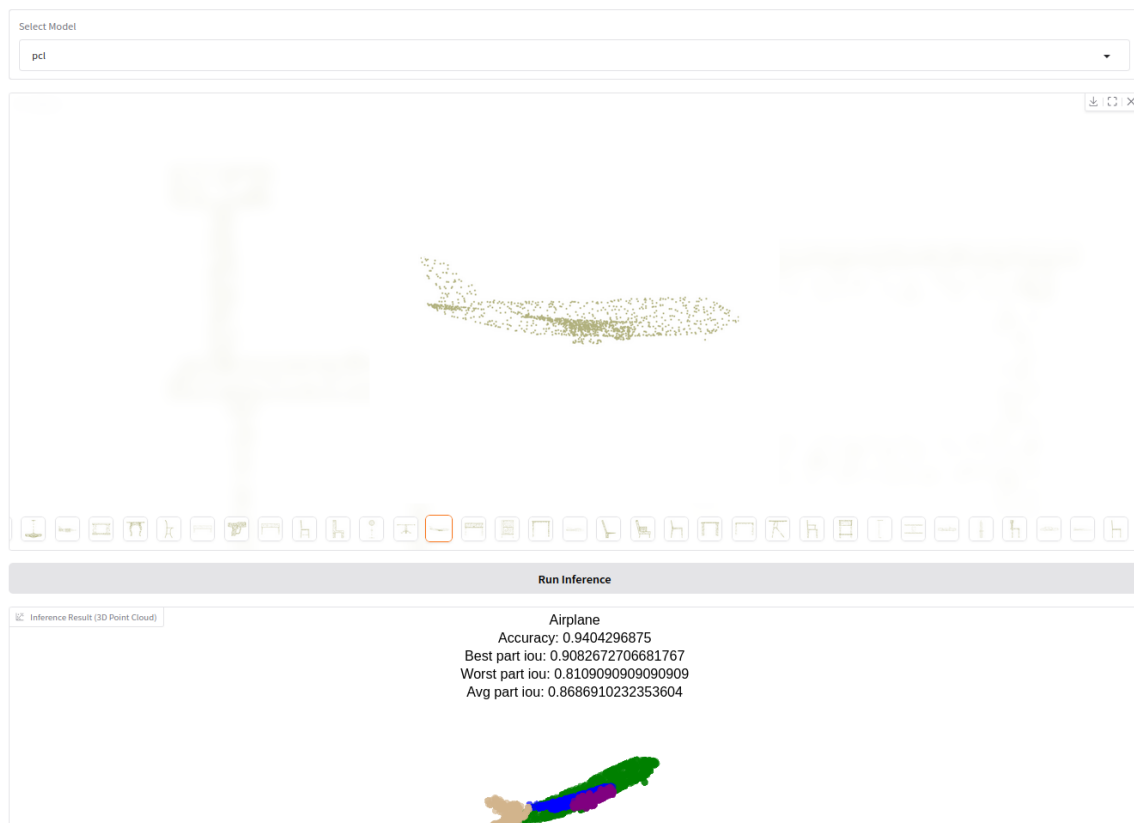 Select Model
pcl
Run Inference
Inference Result (3D Point Cloud)
Airplane
Accuracy: 0.9404296875
Best part iou: 0.9082672706681767
Worst part iou: 0.8109090909090909
Avg part iou: 0.8686910232353604